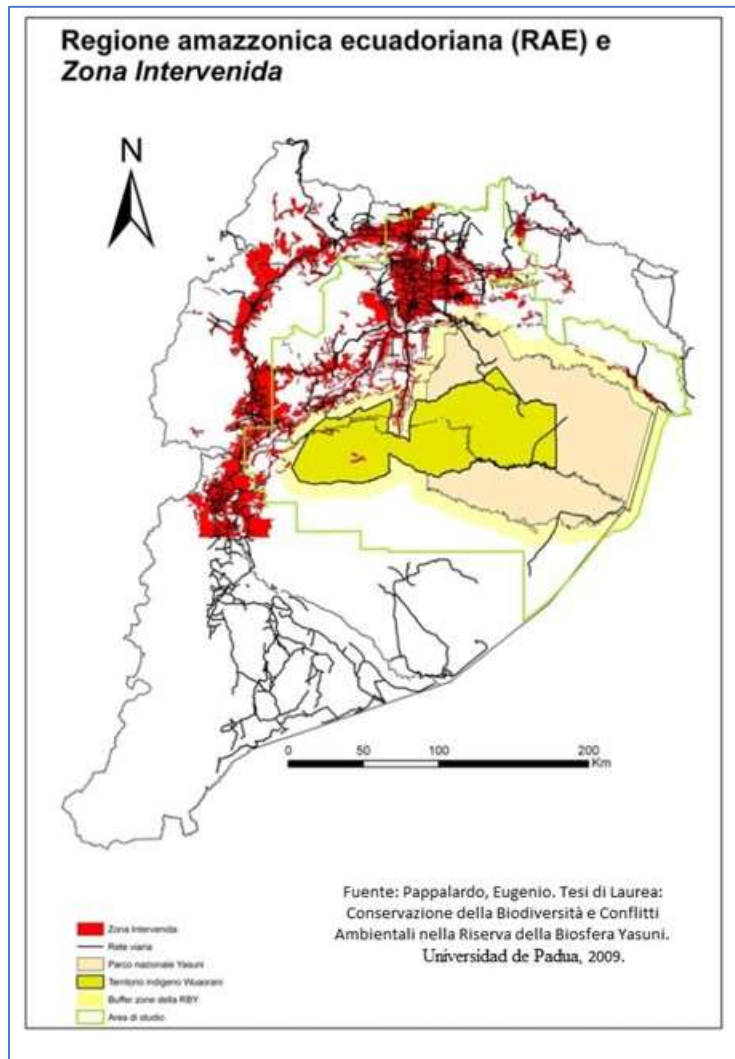 Regione amazzonica ecuadoriana (RAE) e
Zona Intervenida
N
0 50 100 200
Km
Fuente: Pappalardo, Eugenio. Tesi di Laurea:
Conservazione della Biodiversità e Conflitti
Ambientali nella Riserva della Biosfera Yasuni.
Universidad de Padua, 2009.
Zona Intervenida
Rete viaria
Parco nazionale Yasuni
Territorio indigeno Wuaorani
Buffer zone della RBY
Area di studio